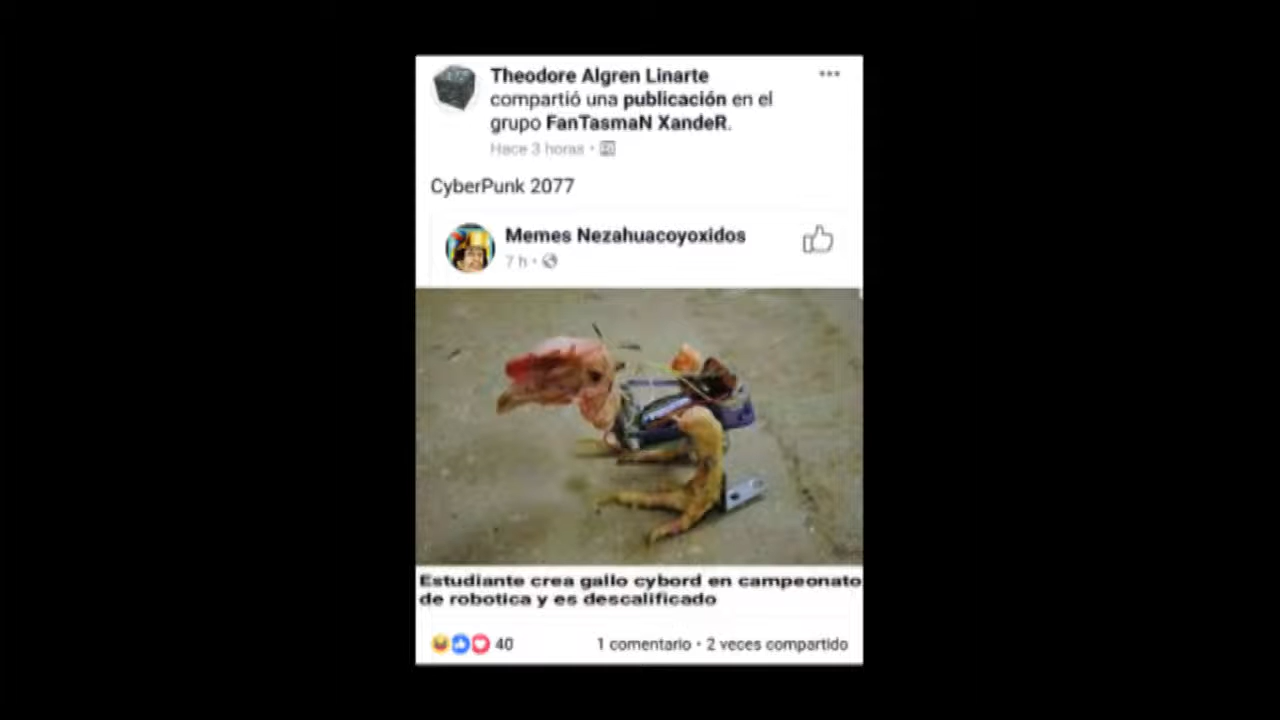 Theodore Algren Linarte
compartió una publicación en el
grupo FanTasmaN XandeR.
Hace 3 horas •
CyberPunk 2077
Memes Nezahuacoyoxidos
7 h •
Estudiante crea gallo cybord en campeonato
de robotica y es descalificado
40 1 comentario • 2 veces compartido